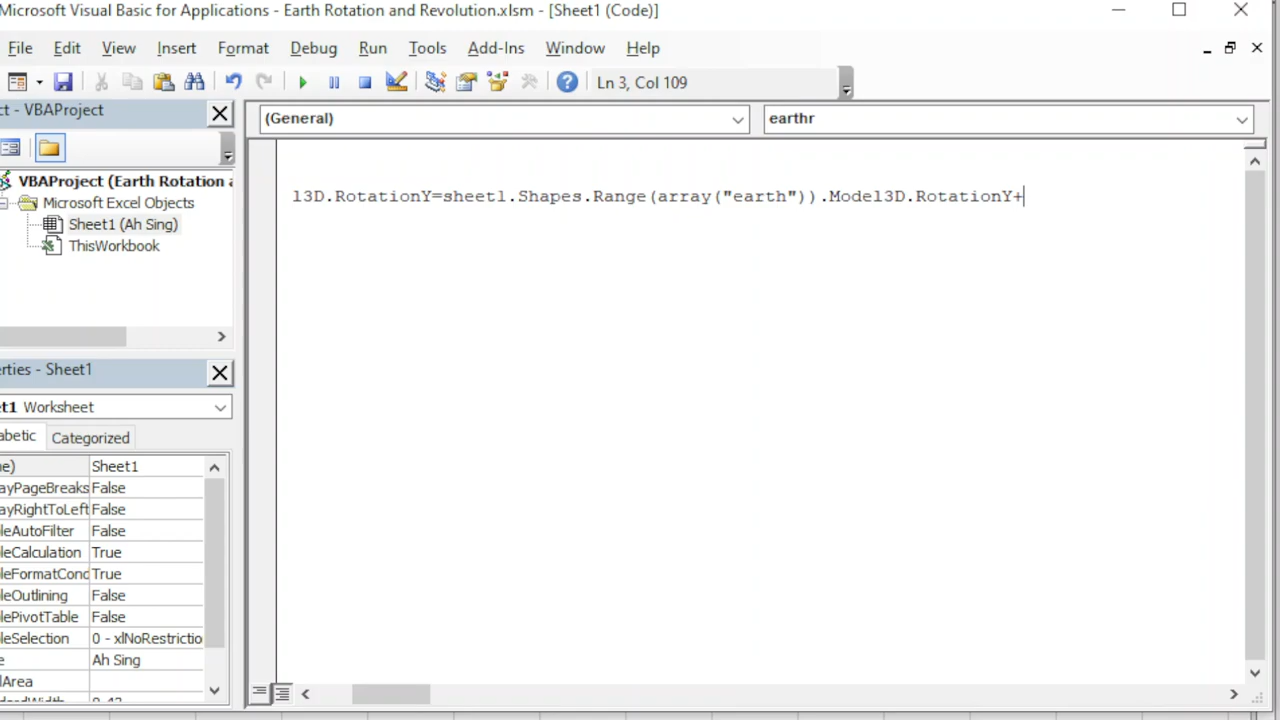 Microsoft Visual Basic for Applications - Earth Rotation and Revolution.xlsm - [Sheet1 (Code)]
File Edit View Insert Format Debug Run Tools Add-Ins Window Help
Ln 3, Col 109
ct - VBAProject
(General) earthr
VBAProject (Earth Rotation a
Microsoft Excel Objects
Sheet1 (Ah Sing)
ThisWorkbook
l3D.RotationY=sheet1.Shapes.Range(array("earth")).Model3D.RotationY+
erties - Sheet1
et1 Worksheet
abetic Categorized
ne) Sheet1
ayPageBreaks False
ayRightToLeft False
leAutoFilter False
leCalculation True
leFormatCond True
leOutlining False
lePivotTable False
leSelection 0 - xlNoRestrictio
e Ah Sing
lArea